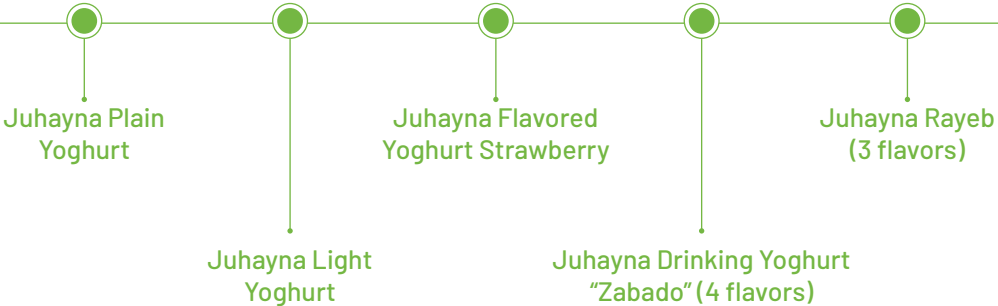 Juhayna Plain
Yoghurt
Juhayna Light
Yoghurt
Juhayna Flavored
Yoghurt Strawberry
Juhayna Drinking Yoghurt
“Zabado” (4 flavors)
Juhayna Rayeb
(3 flavors)